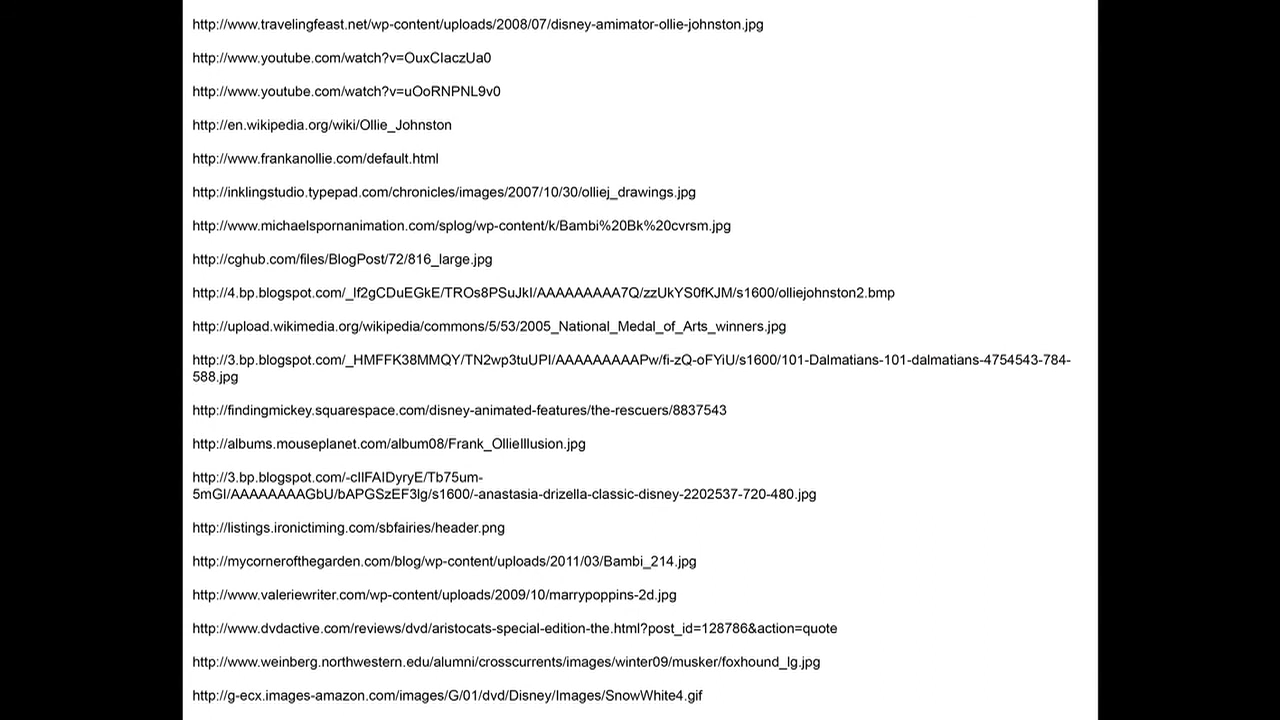 http://www.travelingfeast.net/wp-content/uploads/2008/07/disney-amimator-ollie-johnston.jpg
http://www.youtube.com/watch?v=OuxCIaczUa0
http://www.youtube.com/watch?v=uOoRNPNL9v0
http://en.wikipedia.org/wiki/Ollie_Johnston
http://www.frankanollie.com/default.html
http://inklingstudio.typepad.com/chronicles/images/2007/10/30/olliej_drawings.jpg
http://www.michaelspornanimation.com/splog/wp-content/k/Bambi%20Bk%20cvrsm.jpg
http://cghub.com/files/BlogPost/72/816_large.jpg
http://4.bp.blogspot.com/_lf2gCDuEGkE/TROs8PSuJkI/AAAAAAAAA7Q/zzUkYS0fKJM/s1600/olliejohnston2.bmp
http://upload.wikimedia.org/wikipedia/commons/5/53/2005_National_Medal_of_Arts_winners.jpg
http://3.bp.blogspot.com/_HMFFK38MMQY/TN2wp3tuUPI/AAAAAAAAAPw/fi-zQ-oFYiU/s1600/101-Dalmatians-101-dalmatians-4754543-784-
588.jpg
http://findingmickey.squarespace.com/disney-animated-features/the-rescuers/8837543
http://albums.mouseplanet.com/album08/Frank_OllieIllusion.jpg
http://3.bp.blogspot.com/-cIlFAIDyryE/Tb75um-
5mGI/AAAAAAAAGbU/bAPGSzEF3lg/s1600/-anastasia-drizella-classic-disney-2202537-720-480.jpg
http://listings.ironictiming.com/sbfairies/header.png
http://mycornerofthegarden.com/blog/wp-content/uploads/2011/03/Bambi_214.jpg
http://www.valeriewriter.com/wp-content/uploads/2009/10/marrypoppins-2d.jpg
http://www.dvdactive.com/reviews/dvd/aristocats-special-edition-the.html?post_id=128786&action=quote
http://www.weinberg.northwestern.edu/alumni/crosscurrents/images/winter09/musker/foxhound_lg.jpg
http://g-ecx.images-amazon.com/images/G/01/dvd/Disney/Images/SnowWhite4.gif